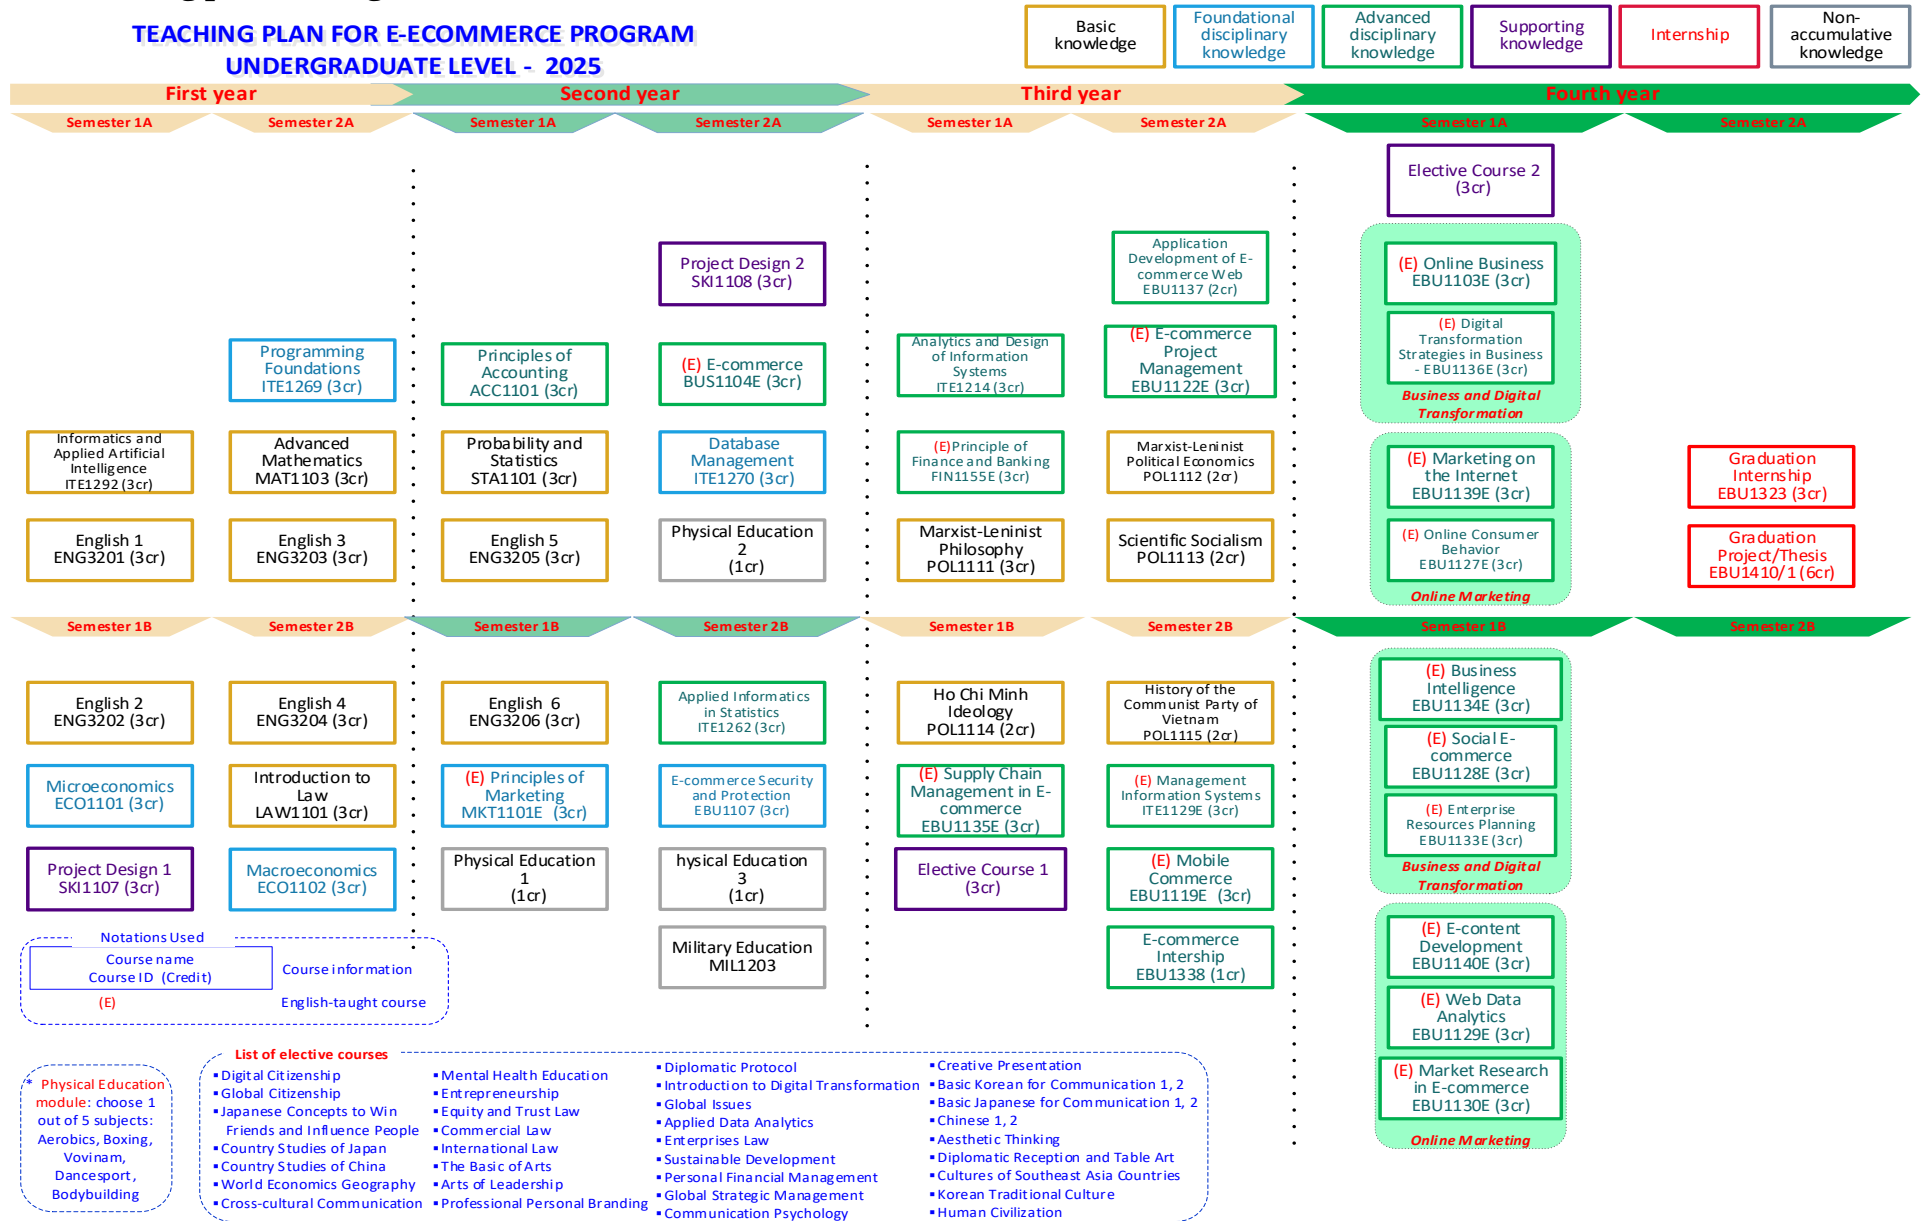 TEACHING PLAN FOR E-ECOMMERCE PROGRAM
UNDERGRADUATE LEVEL - 2025
Basic
knowledge
Foundational
disciplinary
knowledge
Advanced
disciplinary
knowledge
Supporting
knowledge
Internship
Non-
accumulative
knowledge
First year
Second year
Third year
Fourth year
Semester 1A
Semester 2A
Semester 1A
Semester 2A
Semester 1A
Semester 2A
Semester 1A
Semester 2A
Informatics and
Applied Artificial
Intelligence
ITE1292 (3cr)
English 1
ENG3201 (3cr)
Programming
Foundations
ITE1269 (3cr)
Advanced
Mathematics
MAT1103 (3cr)
English 3
ENG3203 (3cr)
Principles of
Accounting
ACC1101 (3cr)
Probability and
Statistics
STA1101 (3cr)
English 5
ENG3205 (3cr)
Project Design 2
SKI1108 (3cr)
(E) E-commerce
BUS1104E (3cr)
Database
Management
ITE1270 (3cr)
Physical Education
2
(1cr)
Analytics and Design
of Information
Systems
ITE1214 (3cr)
(E)Principle of
Finance and Banking
FIN1155E (3cr)
Marxist-Leninist
Philosophy
POL1111 (3cr)
Application
Development of E-
commerce Web
EBU1137 (2cr)
(E) E-commerce
Project
Management
EBU1122E (3cr)
Marxist-Leninist
Political Economics
POL1112 (2cr)
Scientific Socialism
POL1113 (2cr)
Elective Course 2
(3cr)
(E) Online Business
EBU1103E (3cr)
(E) Digital
Transformation
Strategies in Business
- EBU1136E (3cr)
Business and Digital
Transformation
(E) Marketing on
the Internet
EBU1139E (3cr)
(E) Online Consumer
Behavior
EBU1127E (3cr)
Online Marketing
Graduation
Internship
EBU1323 (3cr)
Graduation
Project/Thesis
EBU1410/1 (6cr)
Semester 1B
Semester 2B
Semester 1B
Semester 2B
Semester 1B
Semester 2B
Semester 1B
Semester 2B
English 2
ENG3202 (3cr)
Microeconomics
ECO1101 (3cr)
Project Design 1
SKI1107 (3cr)
English 4
ENG3204 (3cr)
Introduction to
Law
LAW1101 (3cr)
Macroeconomics
ECO1102 (3cr)
English 6
ENG3206 (3cr)
(E) Principles of
Marketing
MKT1101E (3cr)
Physical Education
1
(1cr)
Applied Informatics
in Statistics
ITE1262 (3cr)
E-commerce Security
and Protection
EBU1107 (3cr)
hysical Education
3
(1cr)
Military Education
MIL1203
Ho Chi Minh
Ideology
POL1114 (2cr)
(E) Supply Chain
Management in E-
commerce
EBU1135E (3cr)
Elective Course 1
(3cr)
History of the
Communist Party of
Vietnam
POL1115 (2cr)
(E) Management
Information Systems
ITE1129E (3cr)
(E) Mobile
Commerce
EBU1119E (3cr)
E-commerce
Intership
EBU1338 (1cr)
(E) Business
Intelligence
EBU1134E (3cr)
(E) Social E-
commerce
EBU1128E (3cr)
(E) Enterprise
Resources Planning
EBU1133E (3cr)
Business and Digital
Transformation
(E) E-content
Development
EBU1140E (3cr)
(E) Web Data
Analytics
EBU1129E (3cr)
(E) Market Research
in E-commerce
EBU1130E (3cr)
Online Marketing
Notations Used
Course name
Course ID (Credit)
Course information
(E)
English-taught course
* Physical Education
module: choose 1
out of 5 subjects:
Aerobics, Boxing,
Vovinam,
Dancesport,
Bodybuilding
List of elective courses
▪ Digital Citizenship
▪ Global Citizenship
▪ Japanese Concepts to Win
Friends and Influence People
▪ Country Studies of Japan
▪ Country Studies of China
▪ World Economics Geography
▪ Cross-cultural Communication
▪ Mental Health Education
▪ Entrepreneurship
▪ Equity and Trust Law
▪ Commercial Law
▪ International Law
▪ The Basic of Arts
▪ Arts of Leadership
▪ Professional Personal Branding
▪ Diplomatic Protocol
▪ Introduction to Digital Transformation
▪ Global Issues
▪ Applied Data Analytics
▪ Enterprises Law
▪ Sustainable Development
▪ Personal Financial Management
▪ Global Strategic Management
▪ Communication Psychology
▪ Creative Presentation
▪ Basic Korean for Communication 1, 2
▪ Basic Japanese for Communication 1, 2
▪ Chinese 1, 2
▪ Aesthetic Thinking
▪ Diplomatic Reception and Table Art
▪ Cultures of Southeast Asia Countries
▪ Korean Traditional Culture
▪ Human Civilization